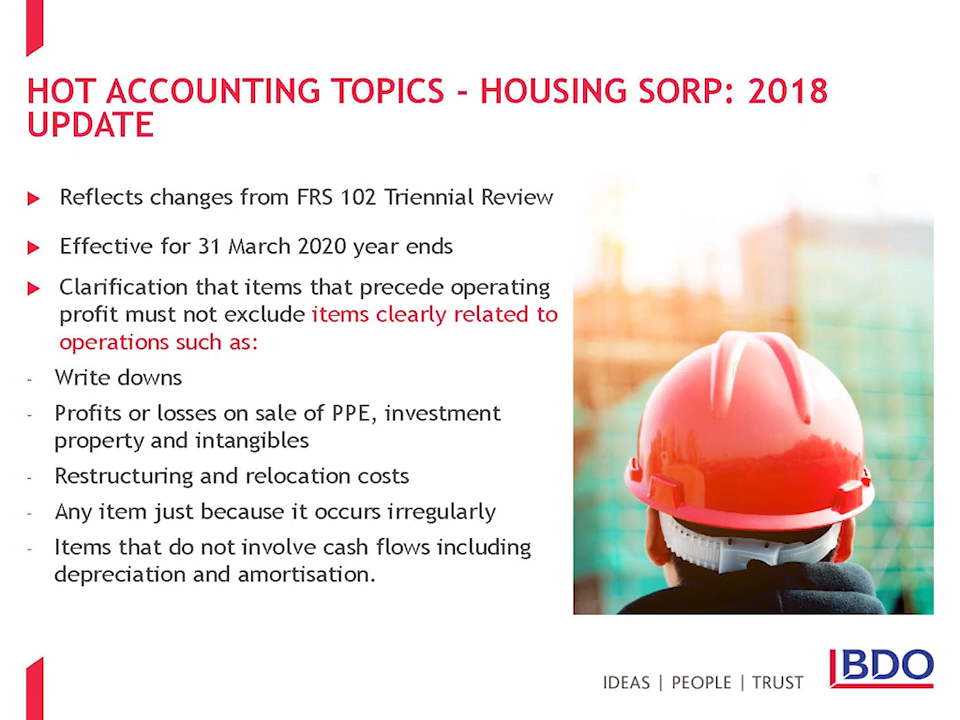 HOT ACCOUNTING TOPICS - HOUSING SORP: 2018
UPDATE
Reflects changes from FRS 102 Triennial Review
Effective for 31 March 2020 year ends
Clarification that items that precede operating
profit must not exclude items clearly related to
operations such as:
- Write downs
- Profits or losses on sale of PPE, investment
property and intangibles
- Restructuring and relocation costs
- Any item just because it occurs irregularly
- Items that do not involve cash flows including
depreciation and amortisation.
IDEAS | PEOPLE | TRUST
BDO